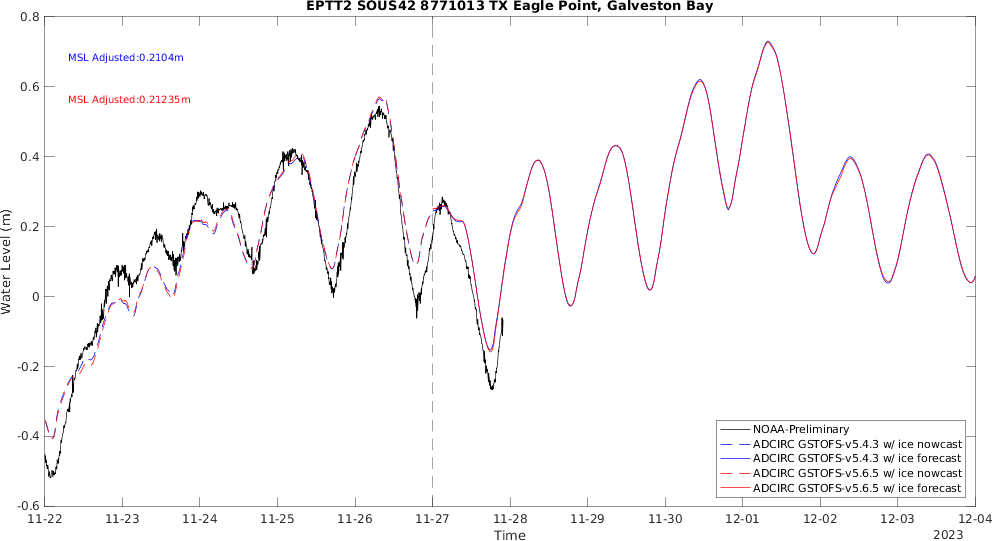 EPTT2 SOUS42 8771013 TX Eagle Point, Galveston Bay
MSL Adjusted:0.2104m
MSL Adjusted:0.21235m
Water Level (m)
0.8
0.6
0.4
0.2
0
-0.2
-0.4
-0.6
NOAA-Preliminary
ADCIRC GSTOFS-v5.4.3 w/ ice nowcast
ADCIRC GSTOFS-v5.4.3 w/ ice forecast
ADCIRC GSTOFS-v5.6.5 w/ ice nowcast
ADCIRC GSTOFS-v5.6.5 w/ ice forecast
11-22 11-23 11-24 11-25 11-26 11-27 11-28 11-29 11-30 12-01 12-02 12-03 12-04
Time
2023